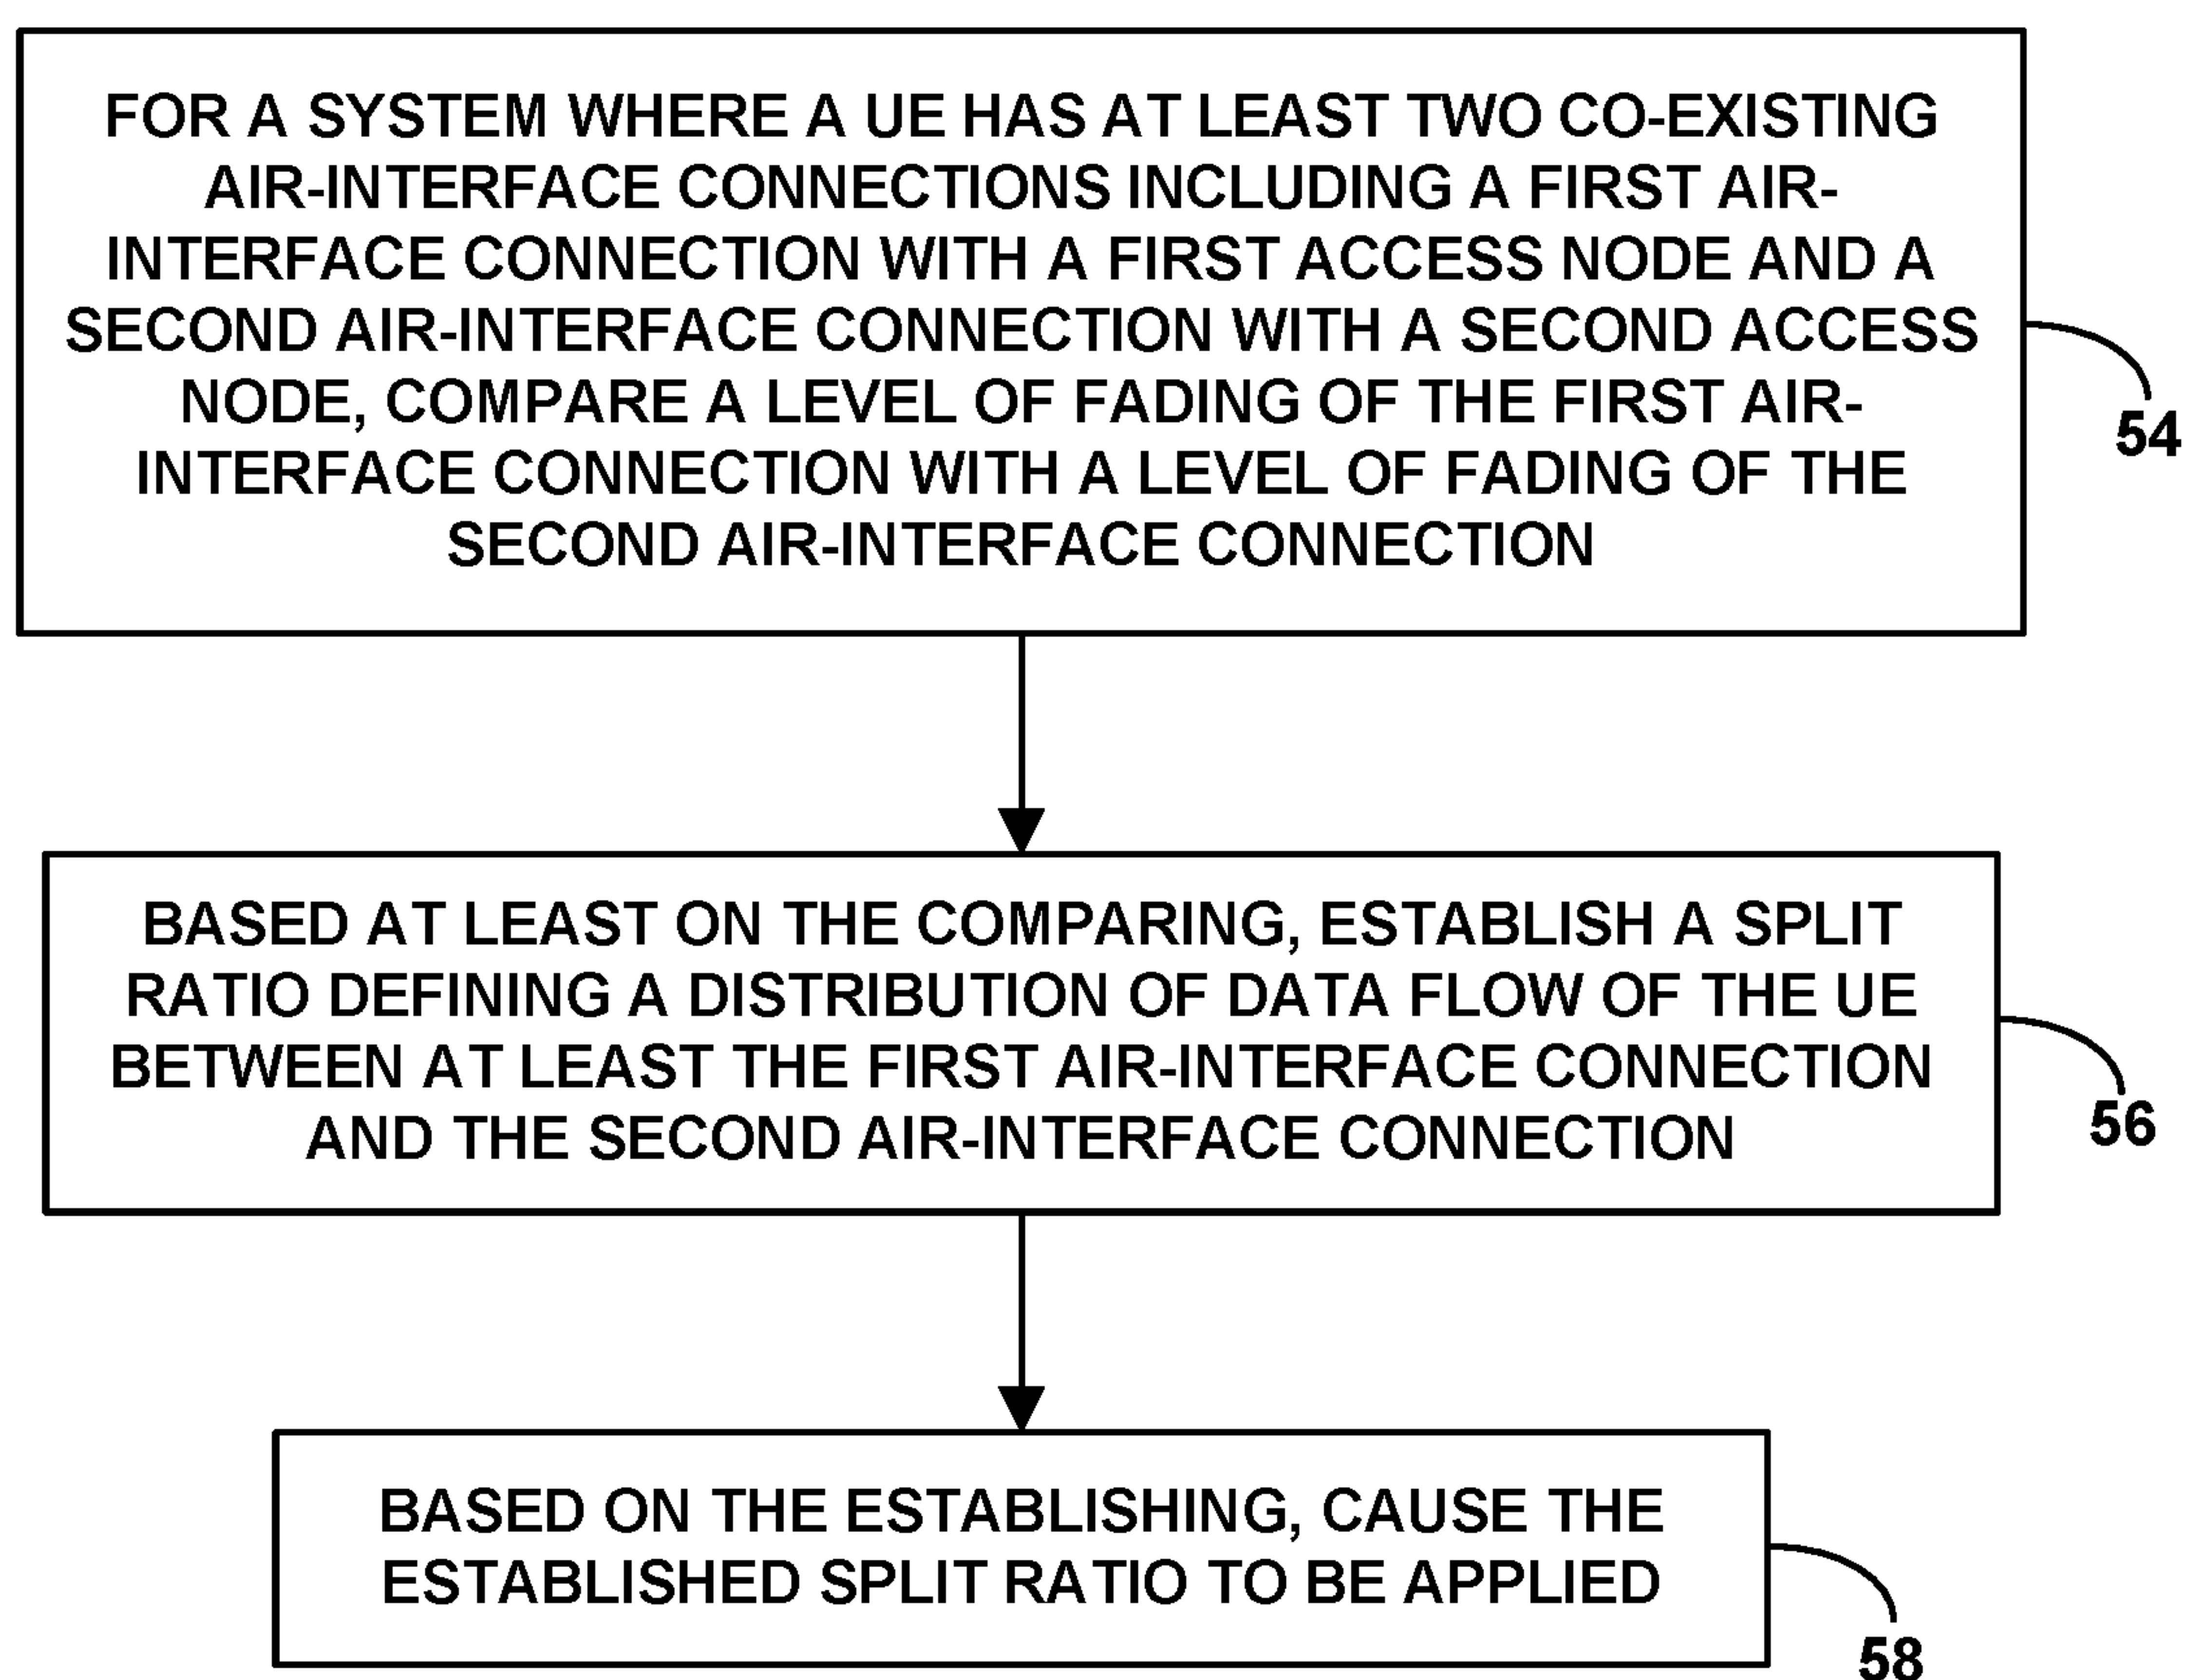 FOR A SYSTEM WHERE A UE HAS AT LEAST TWO CO-EXISTING
AIR-INTERFACE CONNECTIONS INCLUDING A FIRST AIR-
INTERFACE CONNECTION WITH A FIRST ACCESS NODE AND A
SECOND AIR-INTERFACE CONNECTION WITH A SECOND ACCESS
NODE, COMPARE A LEVEL OF FADING OF THE FIRST AIR-
INTERFACE CONNECTION WITH A LEVEL OF FADING OF THE
SECOND AIR-INTERFACE CONNECTION
54
BASED AT LEAST ON THE COMPARING, ESTABLISH A SPLIT
RATIO DEFINING A DISTRIBUTION OF DATA FLOW OF THE UE
BETWEEN AT LEAST THE FIRST AIR-INTERFACE CONNECTION
AND THE SECOND AIR-INTERFACE CONNECTION
56
BASED ON THE ESTABLISHING, CAUSE THE
ESTABLISHED SPLIT RATIO TO BE APPLIED
58